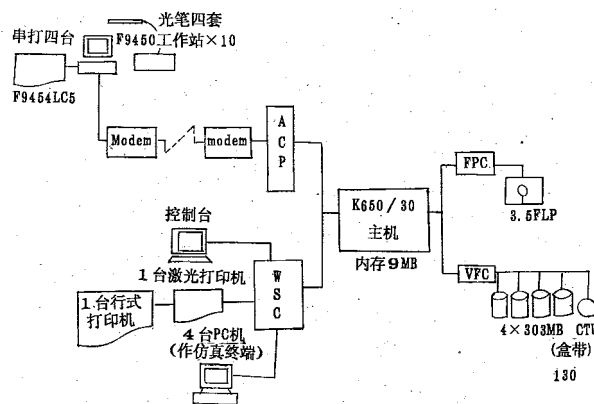 光笔四套
串打四台
F9450工作站×10
F9454LC5
Modem
modem
A
C
P
FPC
3.5FLP
K650/30
主机
内存9MB
控制台
1台激光打印机
W
S
C
VFC
1台行式
打印机
4台PC机
(作仿真终端)
4×303MB
(盒带)
130